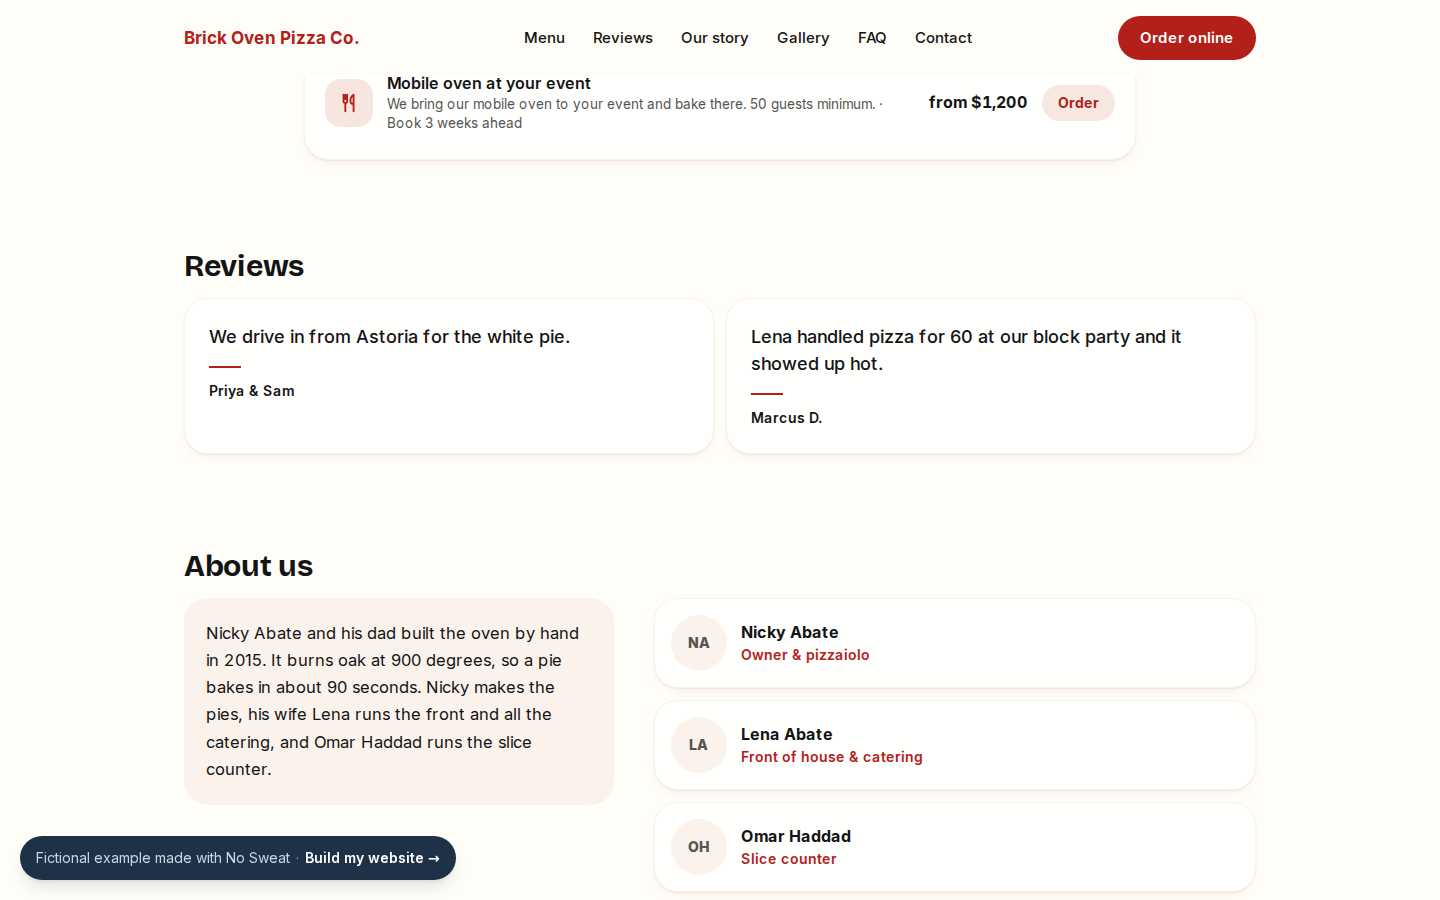 Brick Oven Pizza Co.
Menu
Reviews
Our story
Gallery
FAQ
Contact
Order online
Mobile oven at your event
We bring our mobile oven to your event and bake there. 50 guests minimum. ·
Book 3 weeks ahead
from $1,200
Order
Reviews
We drive in from Astoria for the white pie.
Priya & Sam
Lena handled pizza for 60 at our block party and it
showed up hot.
Marcus D.
About us
Nicky Abate and his dad built the oven by hand
in 2015. It burns oak at 900 degrees, so a pie
bakes in about 90 seconds. Nicky makes the
pies, his wife Lena runs the front and all the
catering, and Omar Haddad runs the slice
counter.
NA
Nicky Abate
Owner & pizzaiolo
LA
Lena Abate
Front of house & catering
OH
Omar Haddad
Slice counter
Fictional example made with No Sweat · Build my website →